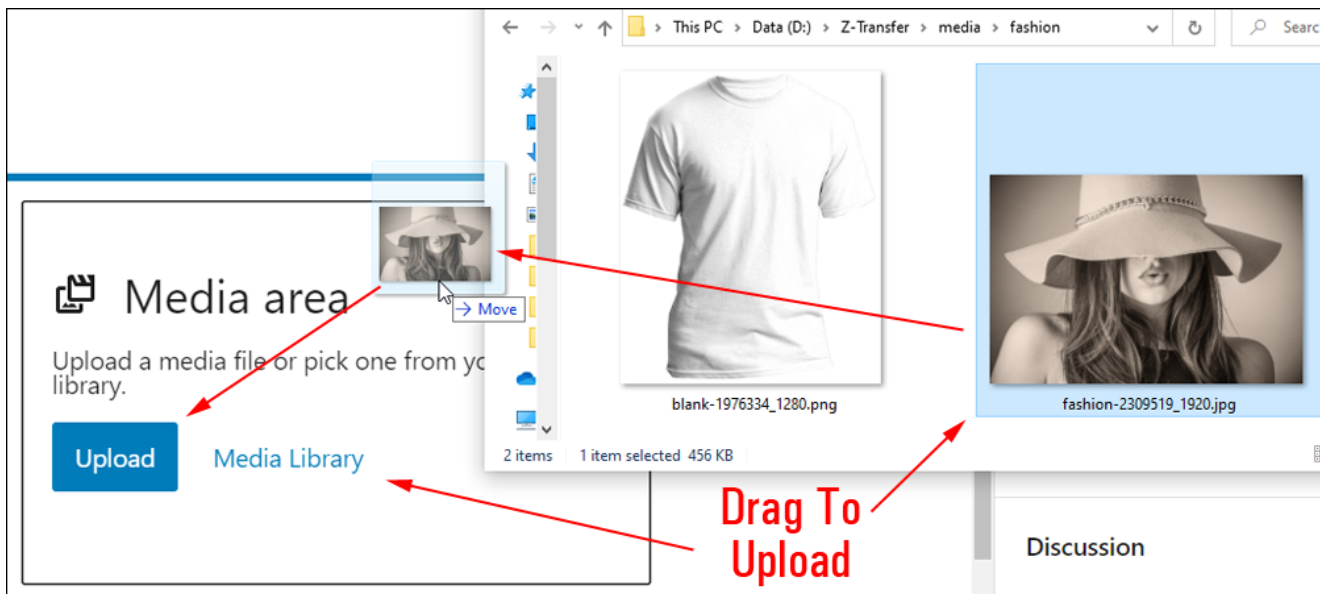 This PC > Data (D:) > Z-Transfer > media > fashion
Searc
blank-1976334_1280.png
fashion-2309519_1920.jpg
2 items
1 item selected 456 KB
Media area
→ Move
Upload a media file or pick one from yo
library.
Upload
Media Library
Drag To
Upload
Discussion